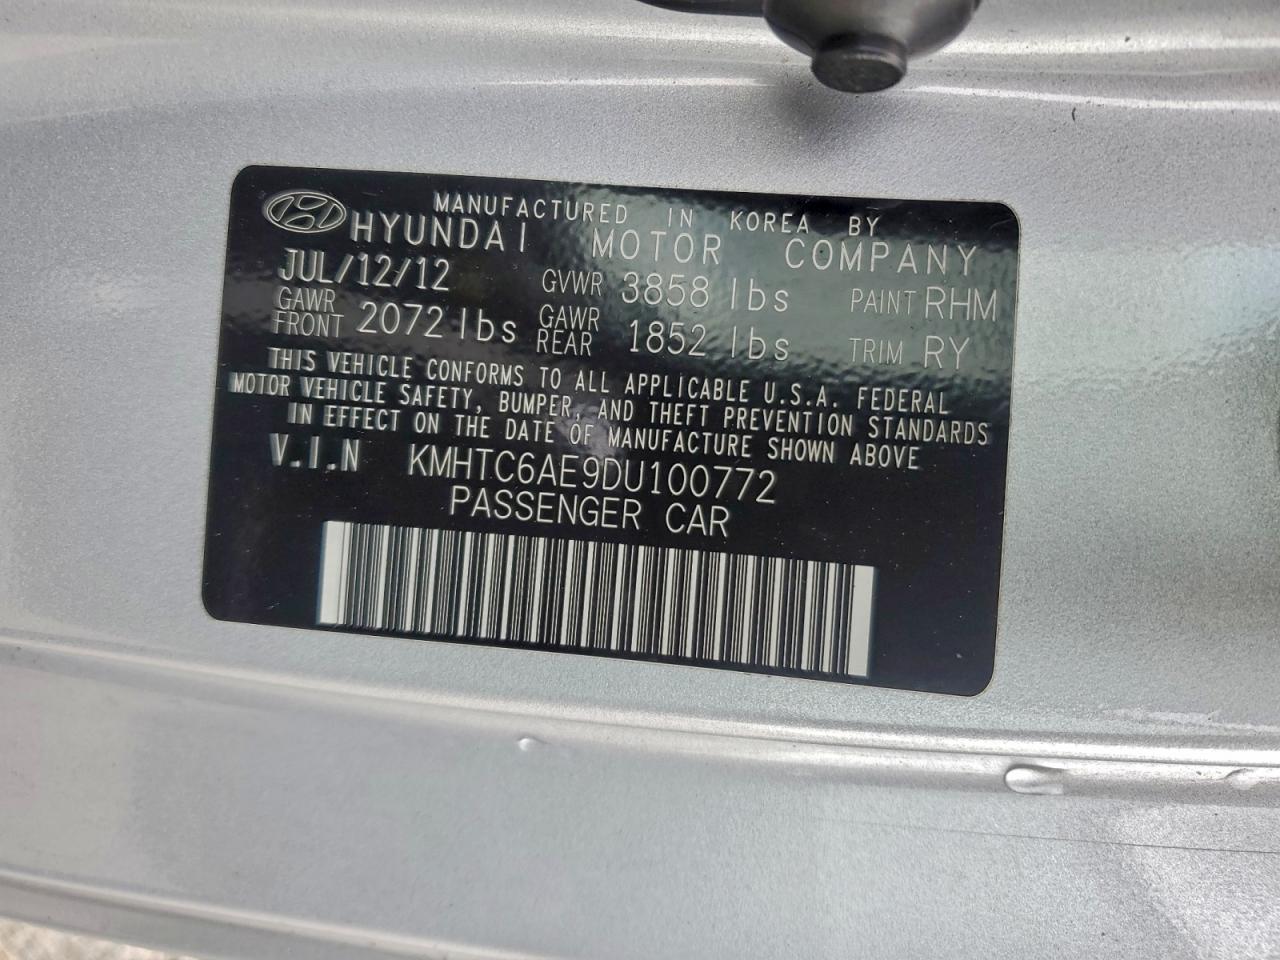 MANUFACTURED IN KOREA BY
HYUNDAI MOTOR COMPANY
JUL/12/12 GVWR 3858 lbs PAINT RHM
GAWR FRONT 2072 lbs GAWR REAR 1852 lbs TRIM RY
THIS VEHICLE CONFORMS TO ALL APPLICABLE U.S.A. FEDERAL
MOTOR VEHICLE SAFETY, BUMPER, AND THEFT PREVENTION STANDARDS
IN EFFECT ON THE DATE OF MANUFACTURE SHOWN ABOVE
V.I.N KMHTC6AE9DU100772
PASSENGER CAR